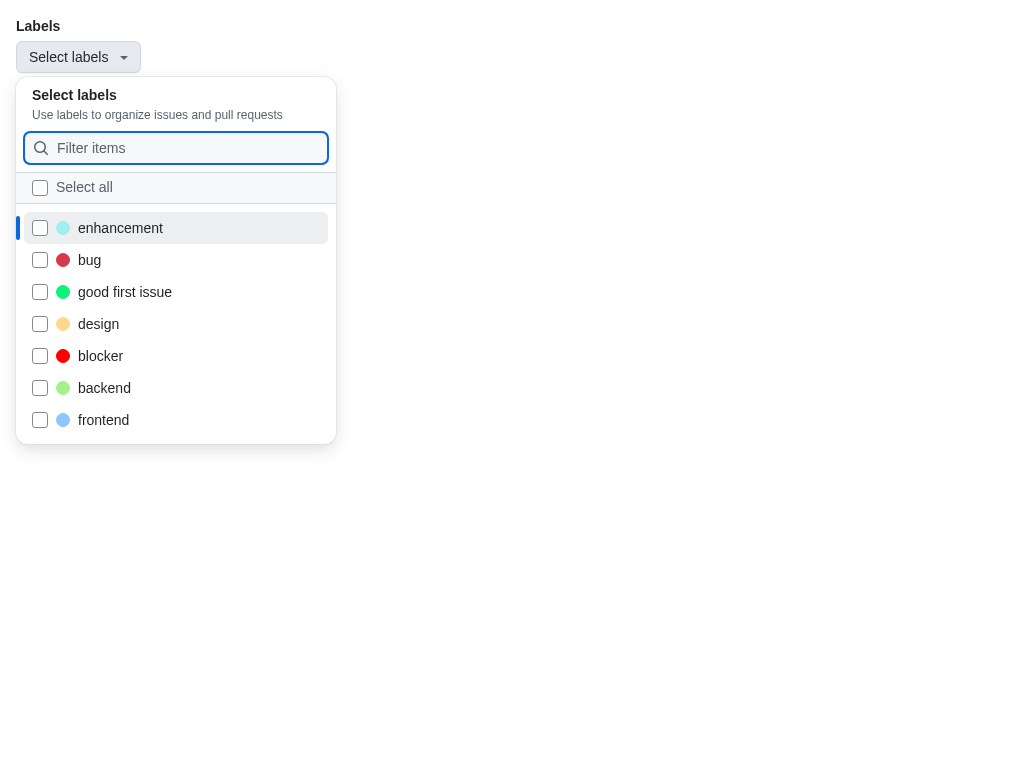 Labels
Select labels
Select labels
Use labels to organize issues and pull requests
Filter items
Select all
enhancement
bug
good first issue
design
blocker
backend
frontend